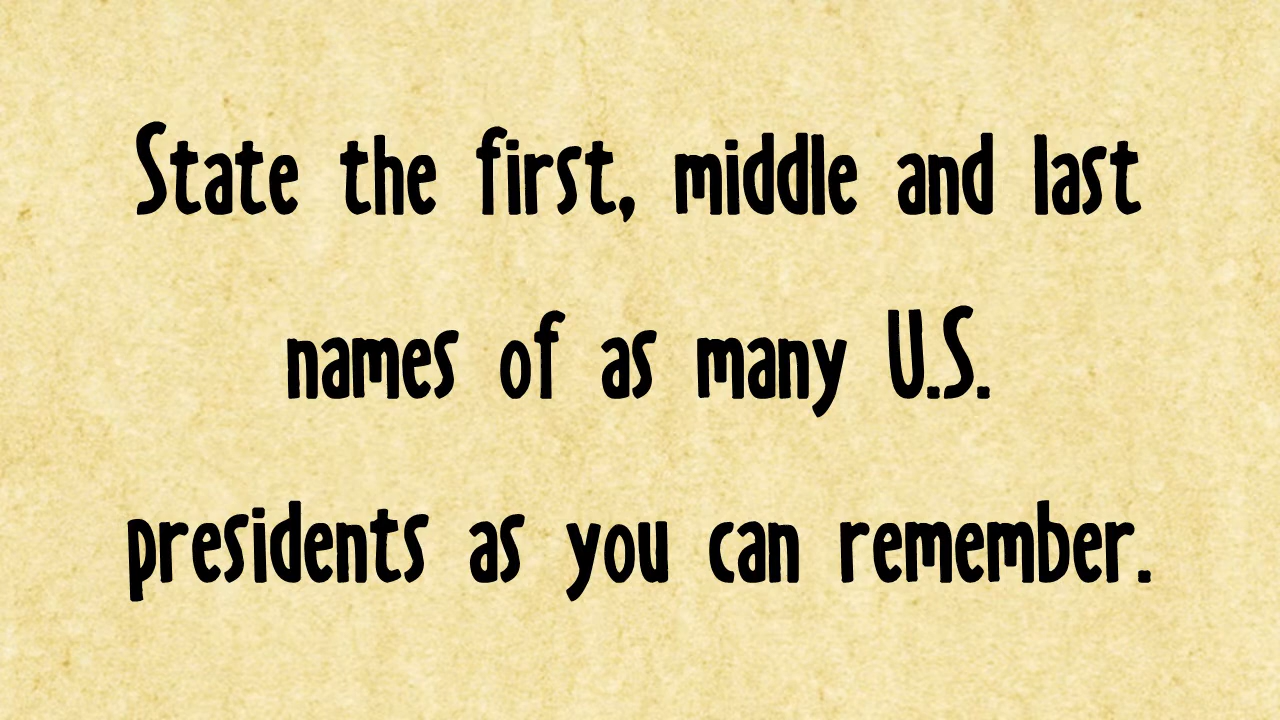 State the first, middle and last
names of as many U.S.
presidents as you can remember.